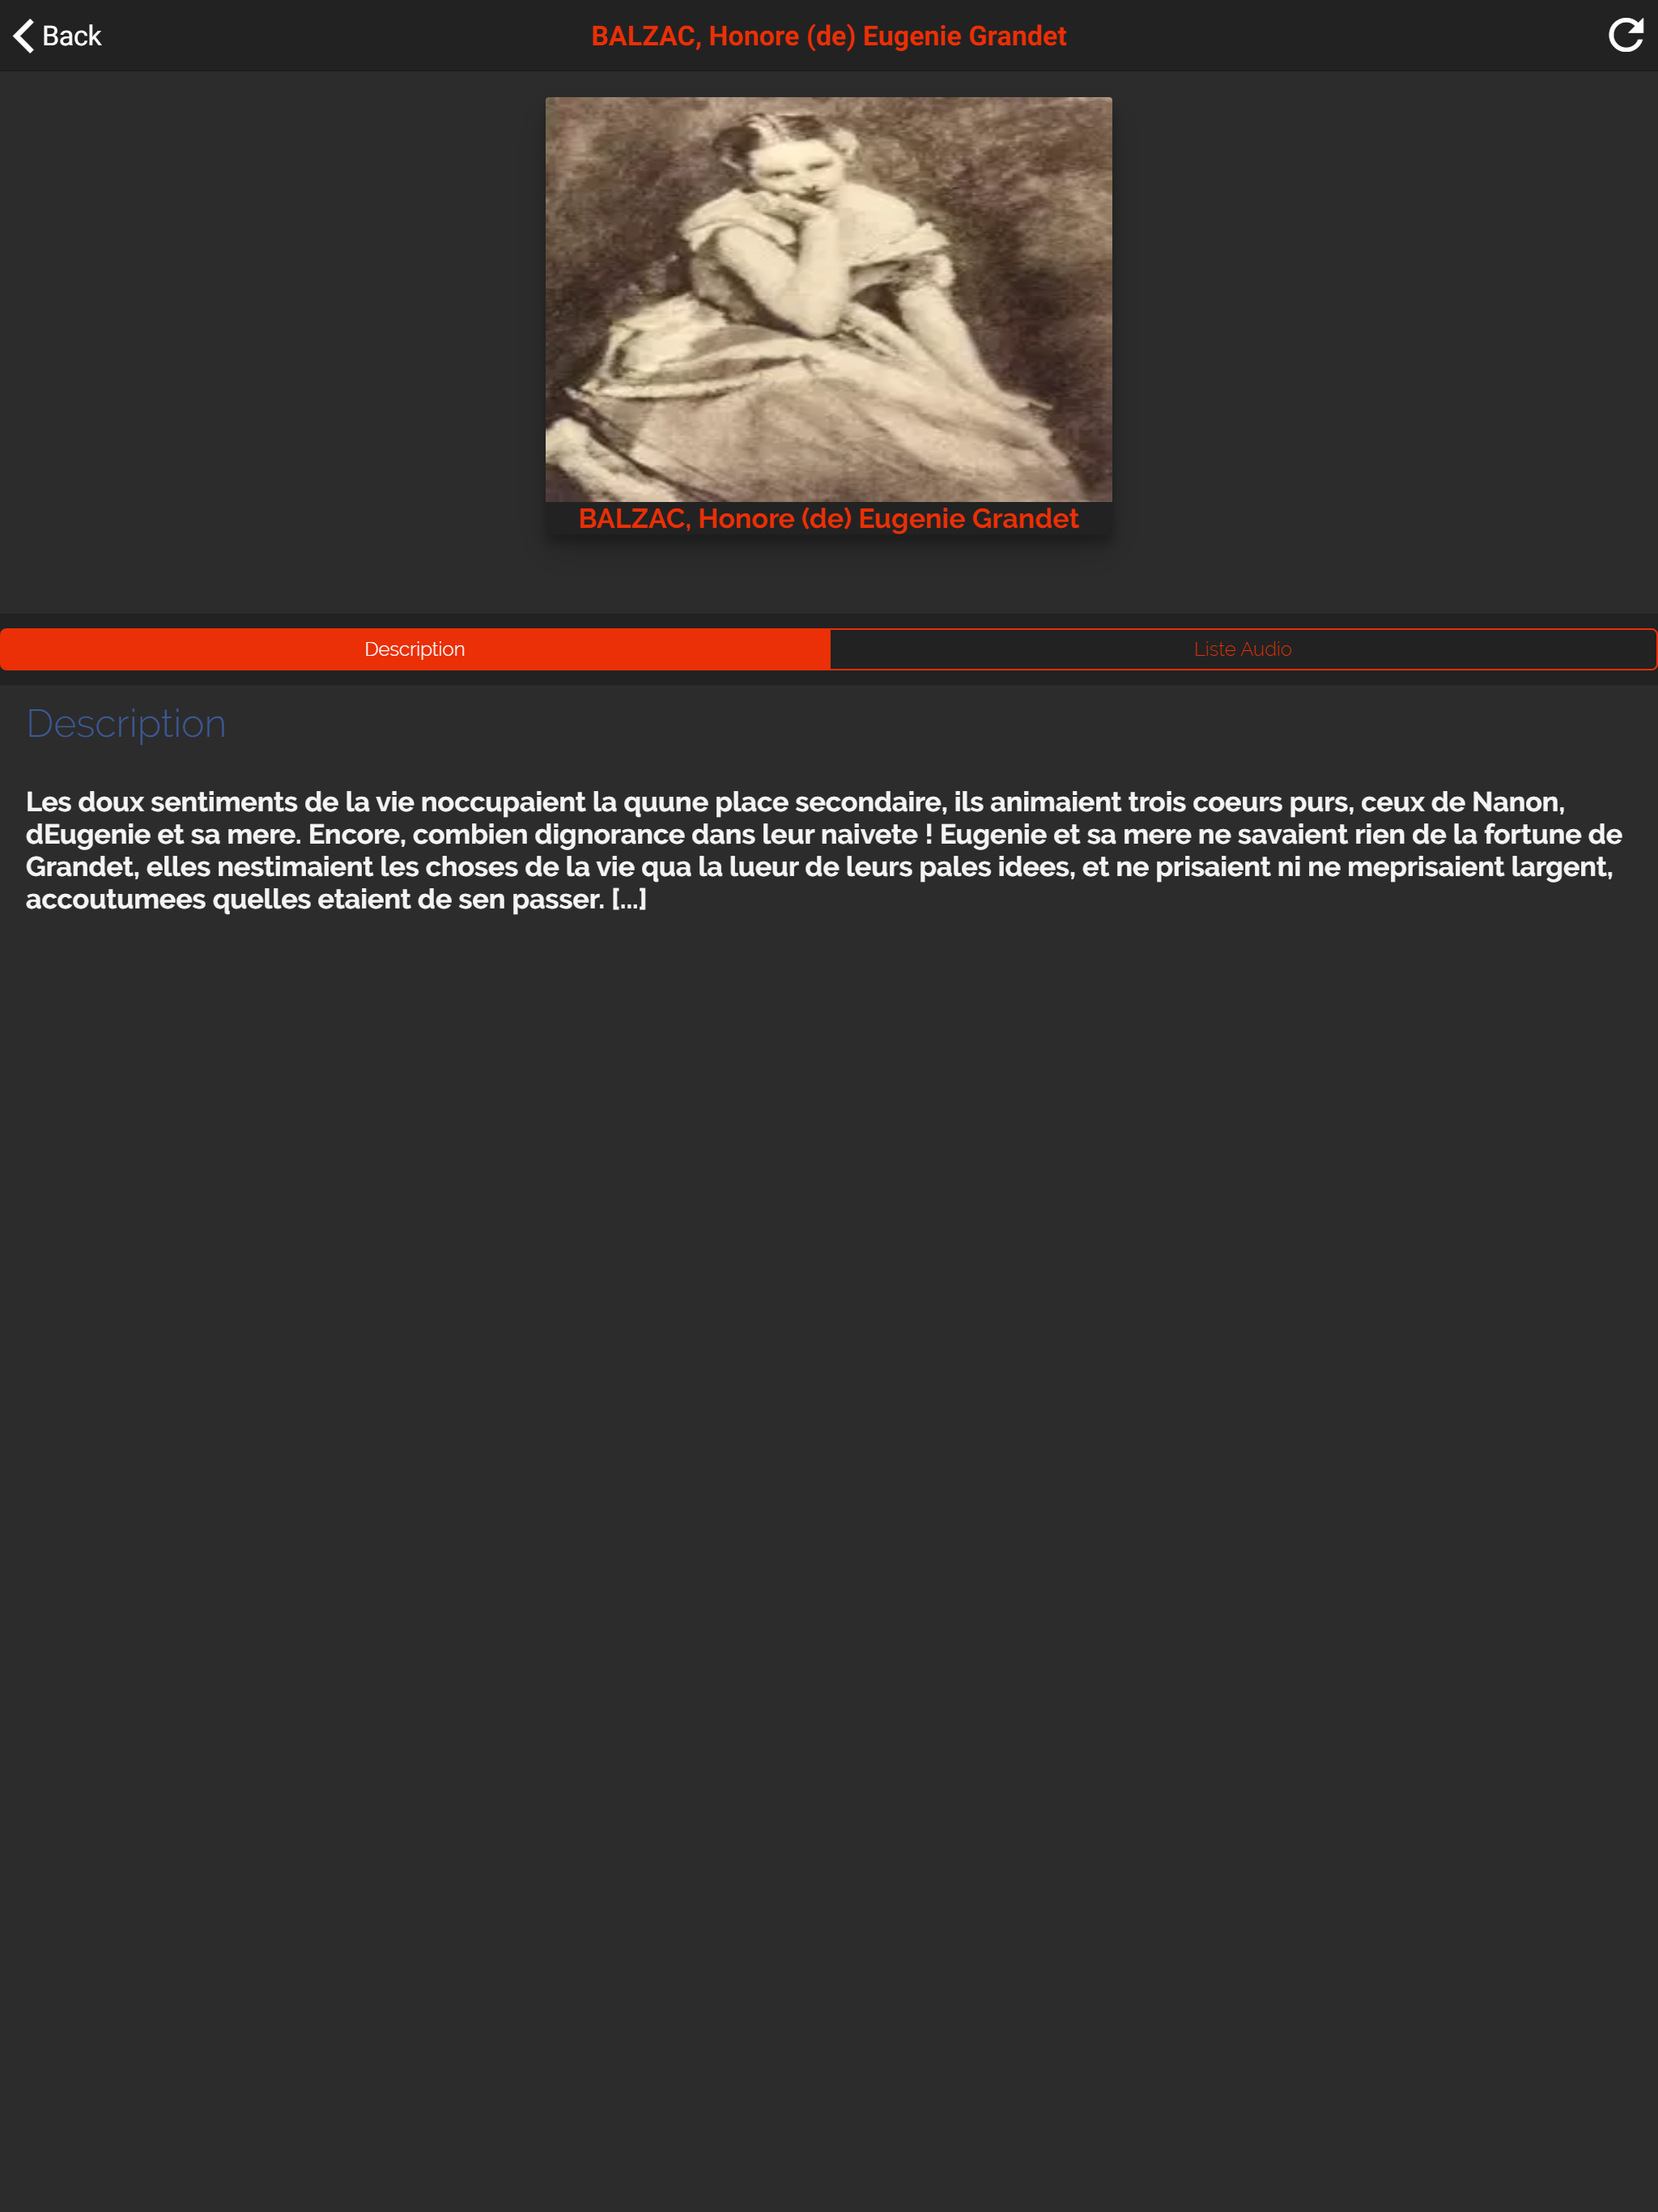 Back
BALZAC, Honore (de) Eugenie Grandet
BALZAC, Honore (de) Eugenie Grandet
Description
Liste Audio
Description
Les doux sentiments de la vie noccupaient la quune place secondaire, ils animaient trois coeurs purs, ceux de Nanon,
dEugenie et sa mere. Encore, combien dignorance dans leur naivete ! Eugenie et sa mere ne savaient rien de la fortune de
Grandet, elles nestimaient les choses de la vie qua la lueur de leurs pales idees, et ne prisaient ni ne meprisaient largent,
accoutumees quelles etaient de sen passer. [...]